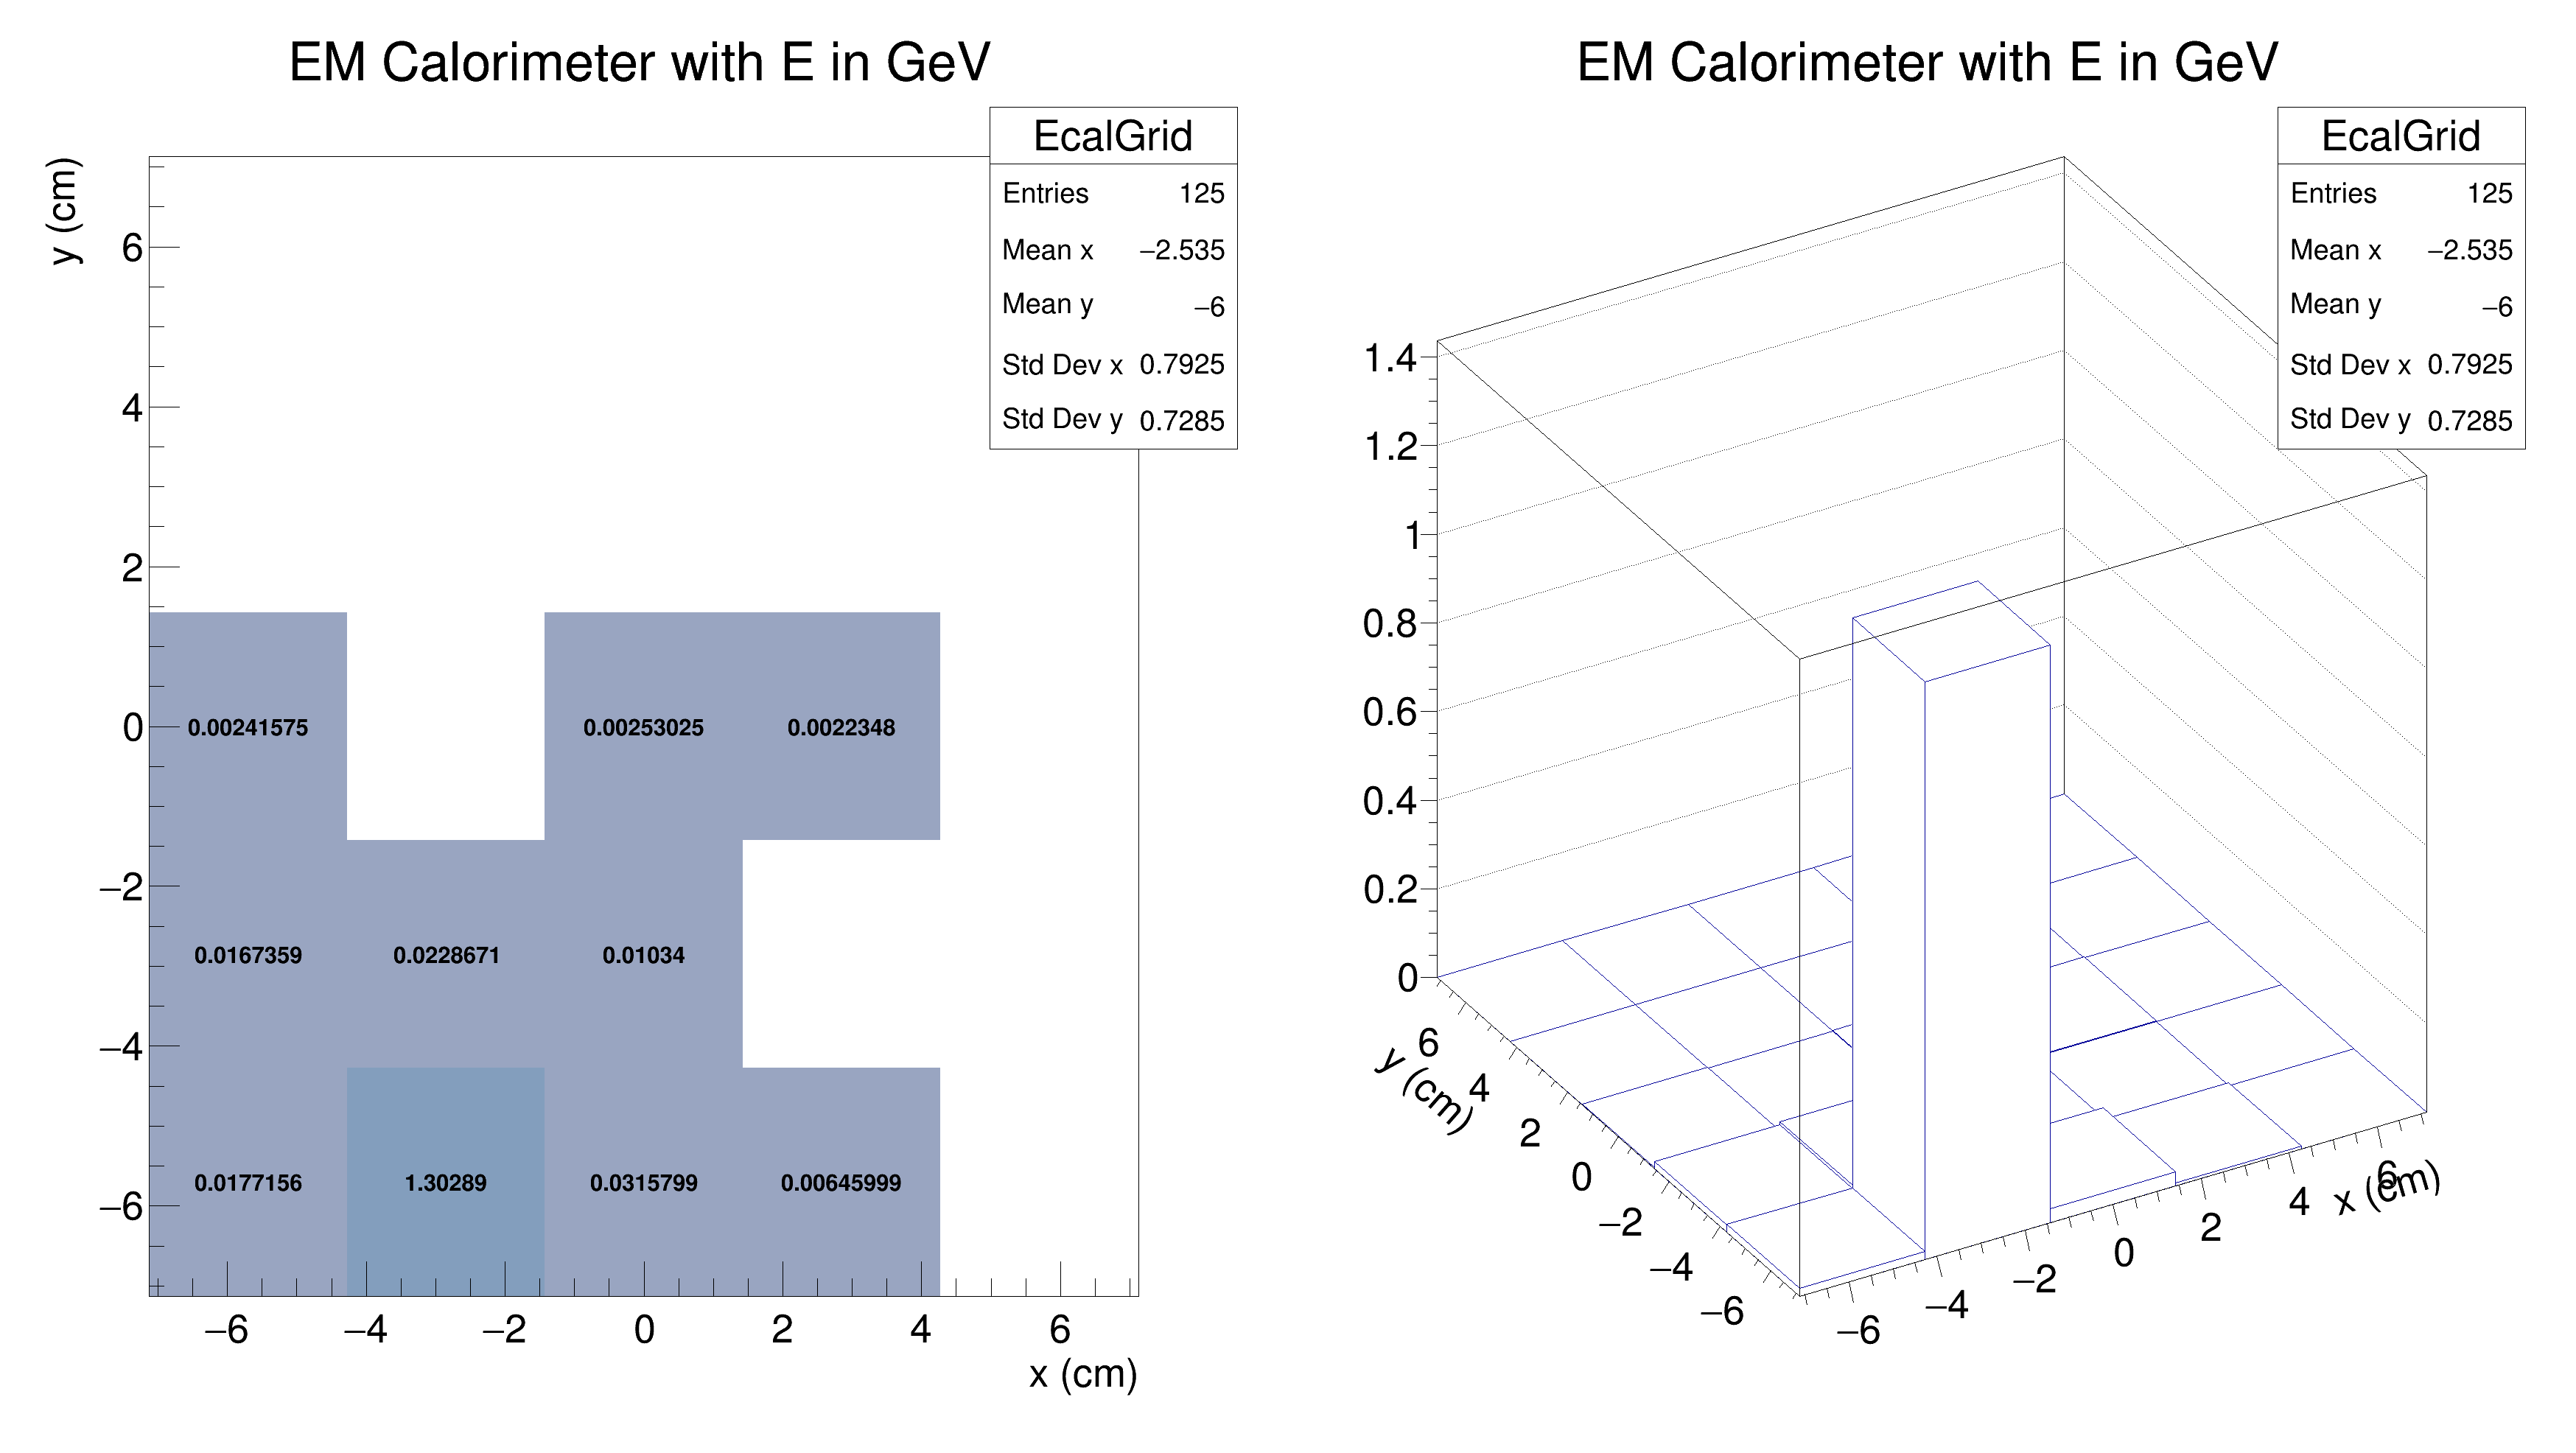 EM Calorimeter with E in GeV
EcalGrid
Entries 125
Mean x −2.535
Mean y −6
Std Dev x 0.7925
Std Dev y 0.7285
y (cm)
6
4
2
0
−2
−4
−6
0.00241575 0.00253025 0.0022348
0.0167359 0.0228671 0.01034
0.0177156 1.30289 0.0315799 0.00645999
−6 −4 −2 0 2 4 6
x (cm)
EM Calorimeter with E in GeV
EcalGrid
Entries 125
Mean x −2.535
Mean y −6
Std Dev x 0.7925
Std Dev y 0.7285
1.4
1.2
1
0.8
0.6
0.4
0.2
0
6
4
2
0
−2
−4
−6
y (cm)
−6
−4
−2
0
2
4
6
x (cm)